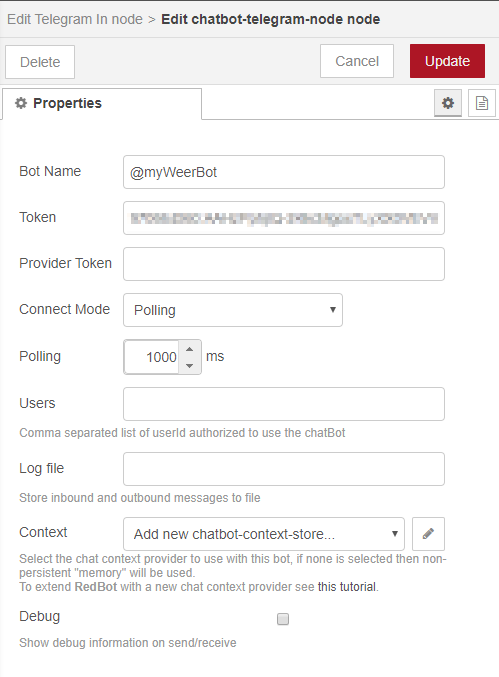 Edit Telegram In node > Edit chatbot-telegram-node node
Delete
Cancel
Update
Properties
Bot Name
@myWeerBot
Token
Provider Token
Connect Mode
Polling
Polling
1000
ms
Users
Comma separated list of userId authorized to use the chatBot
Log file
Store inbound and outbound messages to file
Context
Add new chatbot-context-store...
Select the chat context provider to use with this bot, if none is selected then non-
persistent "memory" will be used.
To extend RedBot with a new chat context provider see this tutorial.
Debug
Show debug information on send/receive